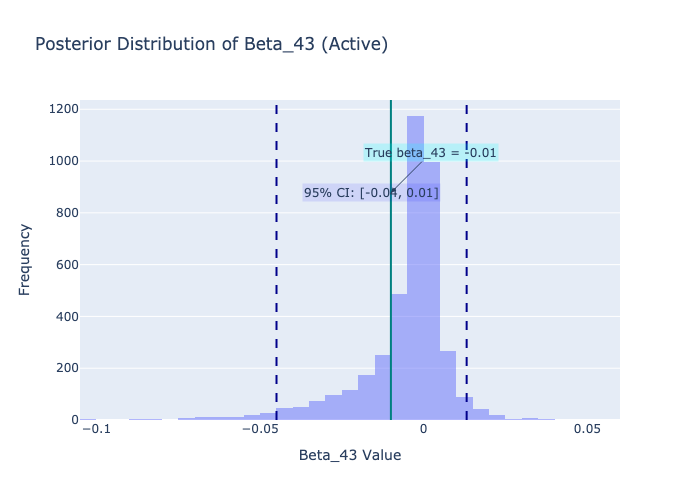 Posterior Distribution of Beta_43 (Active)
1200
1000
800
600
400
200
0
Frequency
True beta_43 = -0.01
95% CI: [-0.04, 0.01]
−0.1
−0.05
0
0.05
Beta_43 Value